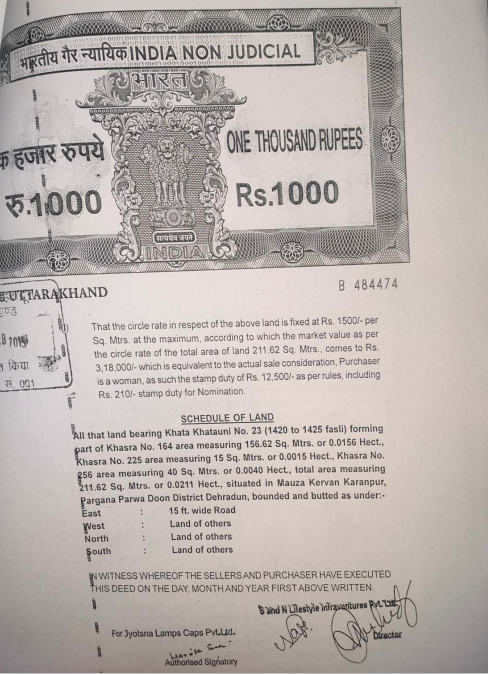 भारतीय गैर न्यायिक INDIA NON JUDICIAL
भारत
क हजार रुपये
ONE THOUSAND RUPEES
रु.1000
Rs.1000
सत्यमेव जयते
INDIA
UTTARAKHAND
B 484474
किया
सं. 001
That the circle rate in respect of the above land is fixed at Rs. 1500/- per
Sq. Mtrs. at the maximum, according to which the market value as per
the circle rate of the total area of land 211.62 Sq. Mtrs., comes to Rs.
3,18,000/- which is equivalent to the actual sale consideration, Purchaser
is a woman, as such the stamp duty of Rs. 12,500/- as per rules, including
Rs. 210/- stamp duty for Nomination.
SCHEDULE OF LAND
All that land bearing Khata Khatauni No. 23 (1420 to 1425 fasli) forming
part of Khasra No. 164 area measuring 156.62 Sq. Mtrs. or 0.0156 Hect.,
Khasra No. 225 area measuring 15 Sq. Mtrs. or 0.0015 Hect., Khasra No.
256 area measuring 40 Sq. Mtrs. or 0.0040 Hect., total area measuring
211.62 Sq. Mtrs. or 0.0211 Hect., situated in Mauza Kervan Karanpur,
Pargana Parwa Doon District Dehradun, bounded and butted as under:-
East : 15 ft. wide Road
West : Land of others
North : Land of others
South : Land of others
IN WITNESS WHEREOF THE SELLERS AND PURCHASER HAVE EXECUTED
THIS DEED ON THE DAY, MONTH AND YEAR FIRST ABOVE WRITTEN.
S and N Lifestyle Infraventures Pvt. Ltd.
For Jyotsna Lamps Caps Pvt.Ltd.
Director
Authorised Signatory